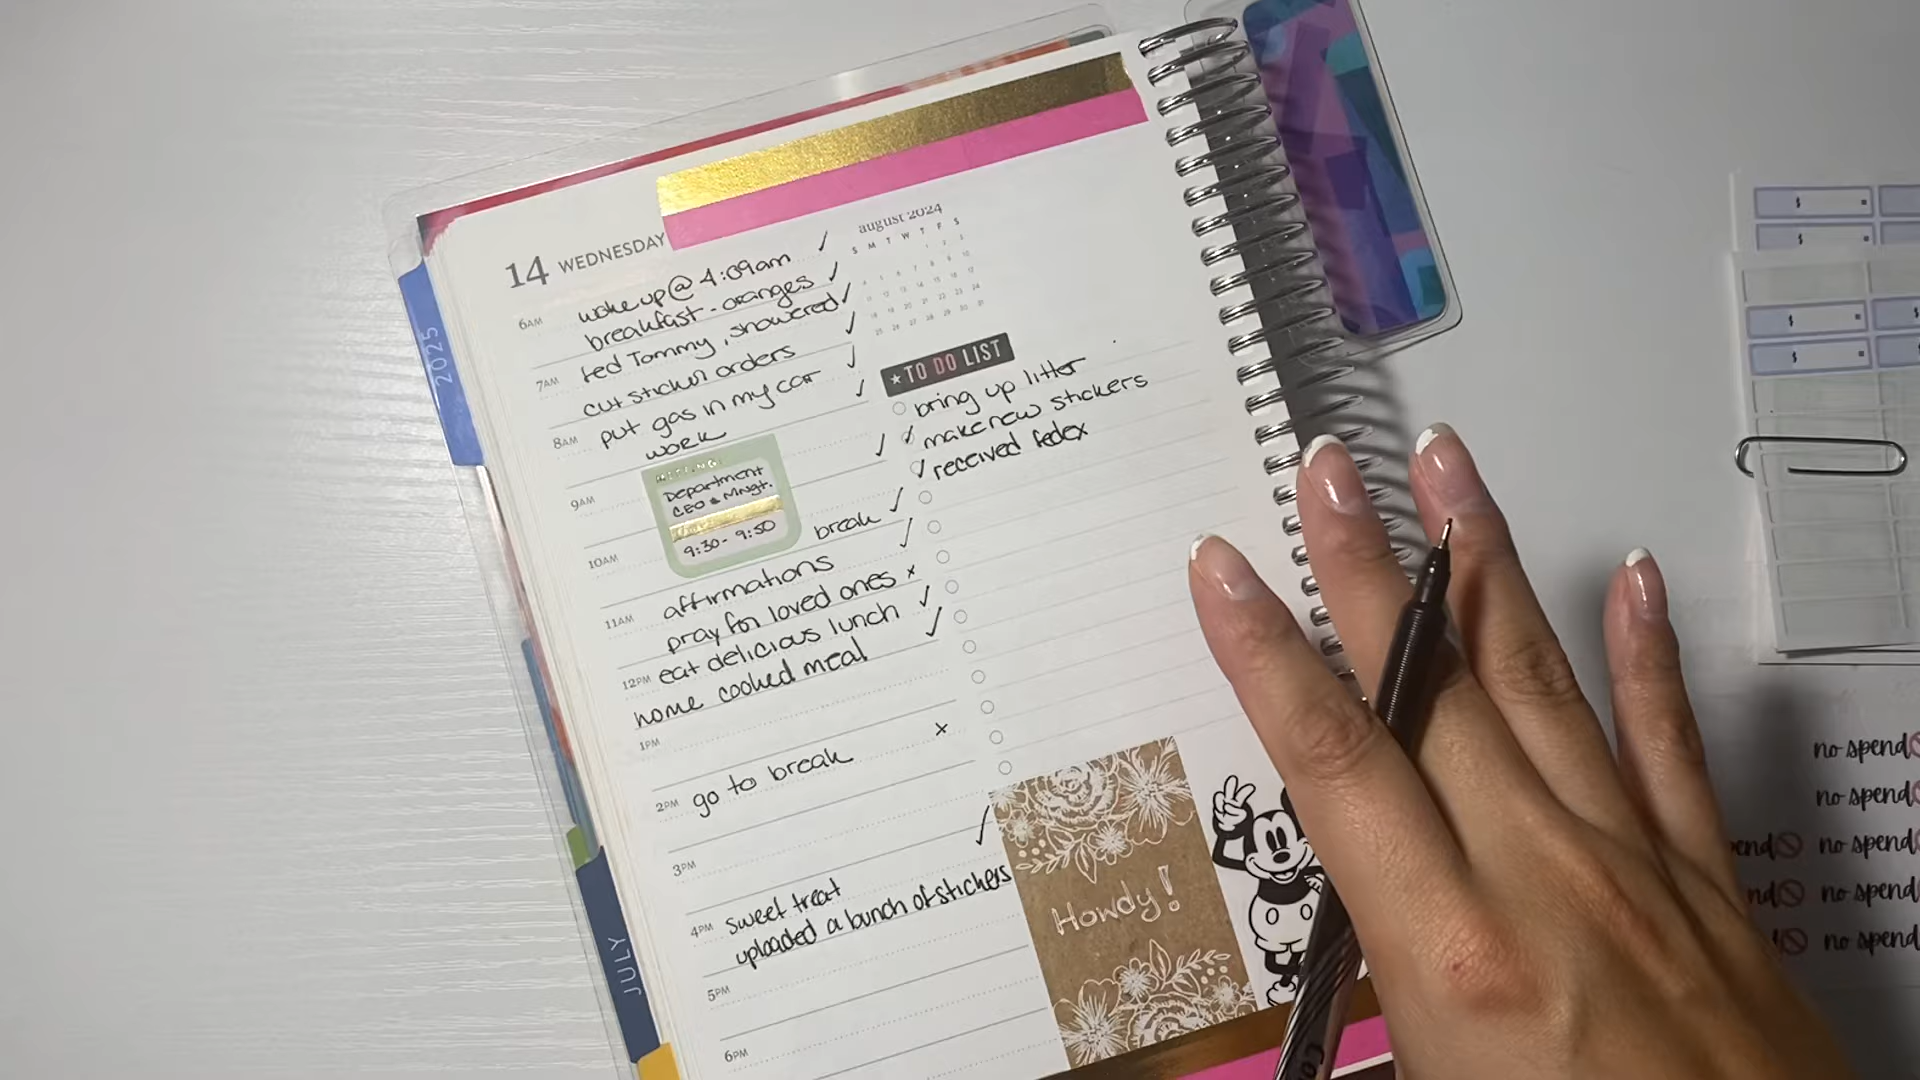 14 WEDNESDAY
august 2024
S M T W T F S
6AM
woke up @ 4:09am ✓
breakfast - oranges ✓
fed Tommy, showered ✓
7AM
cut sticker orders ✓
put gas in my car ✓
8AM
work ✓
9AM
MEETING:
Department
CEO & Mngt.
9:30 - 9:50
break ✓
10AM
affirmations ✓
11AM
pray for loved ones x
eat delicious lunch ✓
12PM
home cooked meal ✓
1PM
go to break x
2PM
3PM
sweet treat
4PM
uploaded a bunch of stickers
5PM
6PM
★TO DO LIST
bring up litter
✓ make new stickers
✓ received fedex
Howdy!
2025
JULY
$
$
$
$
$
no spend
no spend
end no spend
nd no spend
no spend